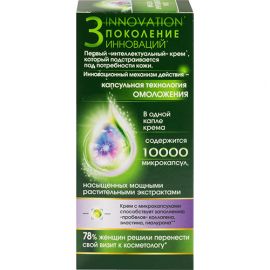 INNOVATION
3 ПОКОЛЕНИЕ
ИННОВАЦИЙ
Первый «интеллектуальный» крем,
который подстраивается
под потребности кожи.
Инновационный механизм действия –
капсульная технология
ОМОЛОЖЕНИЯ
В одной
капле
крема
содержится
10000
микрокапсул,
насыщенных мощными
растительными экстрактами
Крем с микрокапсулами
способствует заполнению
«пробелов» коллагена,
эластина, гиалурона
78% женщин решили перенести
свой визит к косметологу